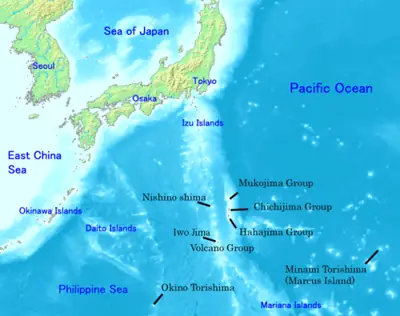 Sea of Japan
Seoul
Tokyo
Osaka
Pacific Ocean
Izu Islands
East China
Sea
Mukojima Group
Nishino shima
Chichijima Group
Okinawa Islands
Daito Islands
Iwo Jima
Hahajima Group
Volcano Group
Minami Torishima
(Marcus Island)
Philippine Sea
Okino Torishima
Mariana Islands